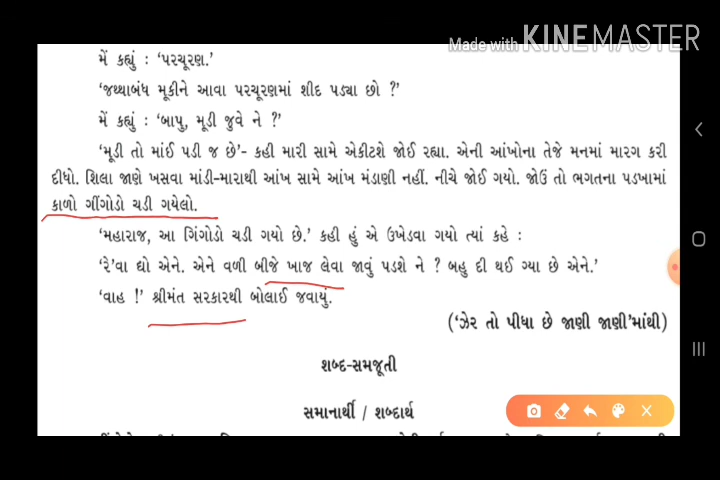 Made with KINEMASTER
મેં કહ્યું : ‘પરચૂરણ.’
‘જથ્થાબંધ મૂકીને આવા પરચૂરણમાં શીદ પડ્યા છો ?’
મેં કહ્યું : ‘બાપુ, મૂડી જુવે ને ?’
‘મૂડી તો માંઈ પડી જ છે’- કહી મારી સામે એકીટશે જોઈ રહ્યા. એની આંખોના તેજે મનમાં મારગ કરી
દીધો. શિલા જાણે ખસવા માંડી-મારાથી આંખ સામે આંખ મંડાણી નહીં. નીચે જોઈ ગયો. જોઉં તો ભગતના પડખામાં
કાળો ગીંગોડો ચડી ગયેલો.
‘મહારાજ, આ ગિંગોડો ચડી ગયો છે.’ કહી હું એ ઉખેડવા ગયો ત્યાં કહે :
‘રે’વા દ્યો એને. એને વળી બીજે ખાજ લેવા જાવું પડશે ને ? બહુ દી થઈ ગ્યા છે એને.’
‘વાહ !’ શ્રીમંત સરકારથી બોલાઈ જવાયું.
(‘ઝેર તો પીધા છે જાણી જાણી’માંથી)
શબ્દ-સમજૂતી
સમાનાર્થી / શબ્દાર્થ